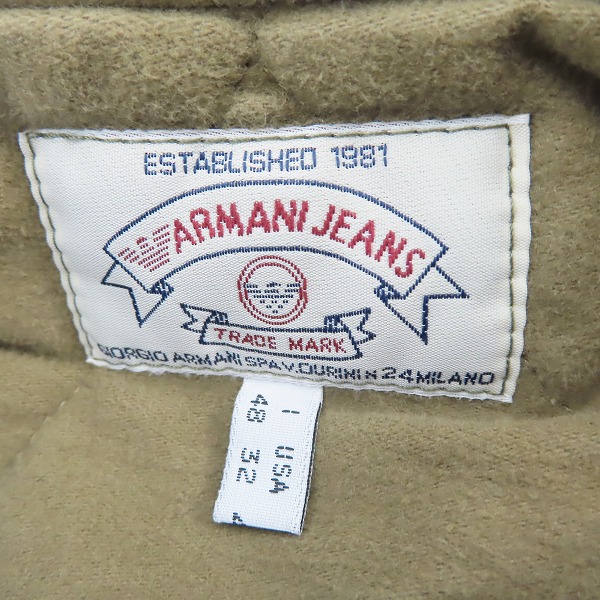 ESTABLISHED 1981
ARMANI JEANS
TRADE MARK
GIORGIO ARMANI SPA V. DURINI N 24 MILANO
I USA
48 32